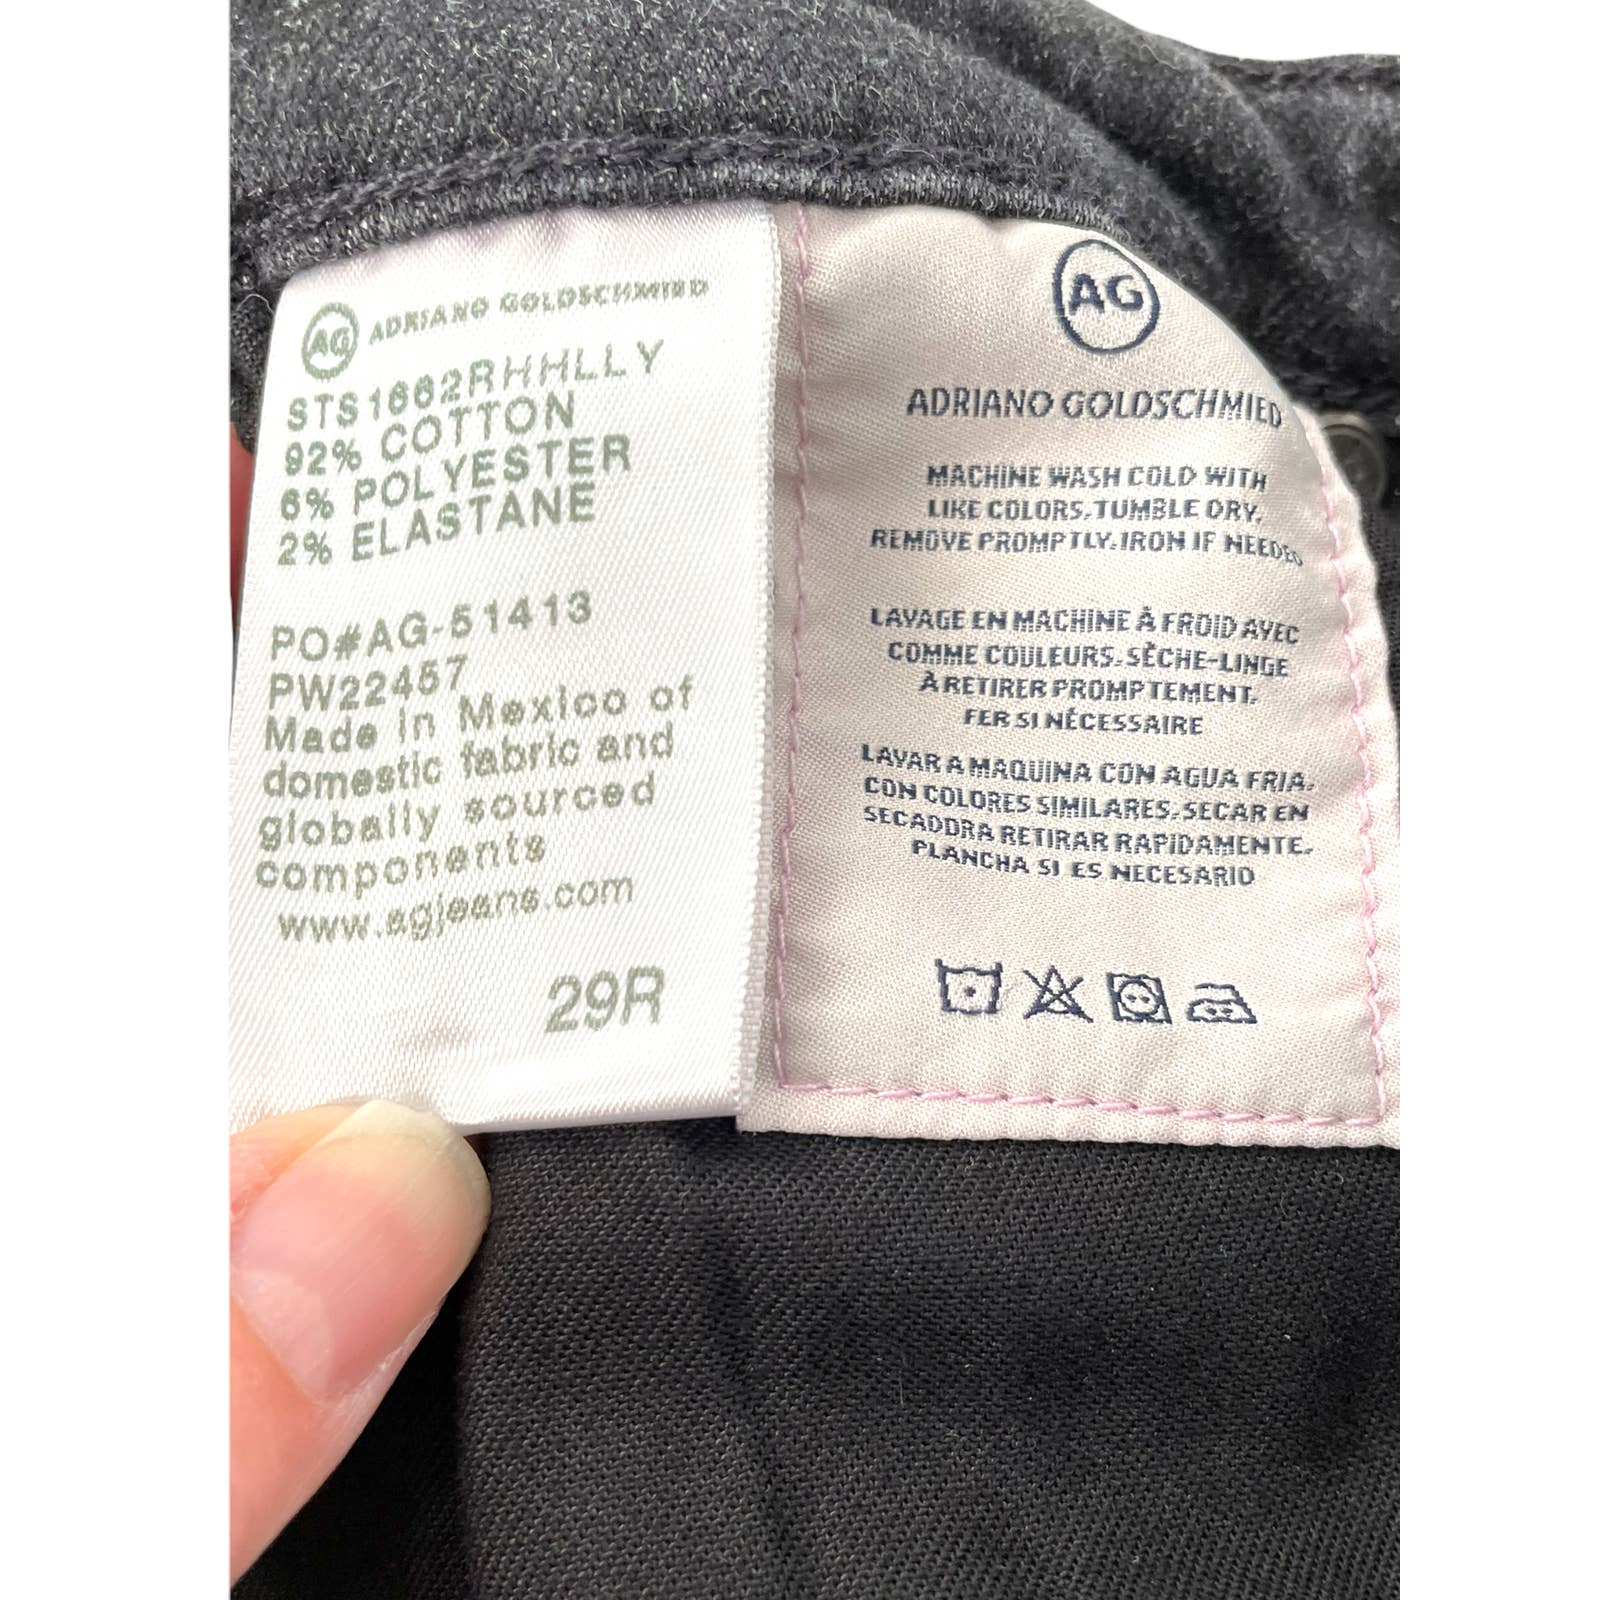 AG ADRIANO GOLDSCHMIED
STS1662RHHLLY
92% COTTON
6% POLYESTER
2% ELASTANE
PO#AG-51413
PW22457
Made in Mexico of
domestic fabric and
globally sourced
components
www.agjeans.com
29R
AG
ADRIANO GOLDSCHMIED
MACHINE WASH COLD WITH
LIKE COLORS. TUMBLE DRY,
REMOVE PROMPTLY. IRON IF NEEDED
LAVAGE EN MACHINE À FROID AVEC
COMME COULEURS. SÈCHE-LINGE
À RETIRER PROMPTEMENT.
FER SI NÉCESSAIRE
LAVAR A MAQUINA CON AGUA FRIA.
CON COLORES SIMILARES. SECAR EN
SECADDRA RETIRAR RAPIDAMENTE.
PLANCHA SI ES NECESARIO